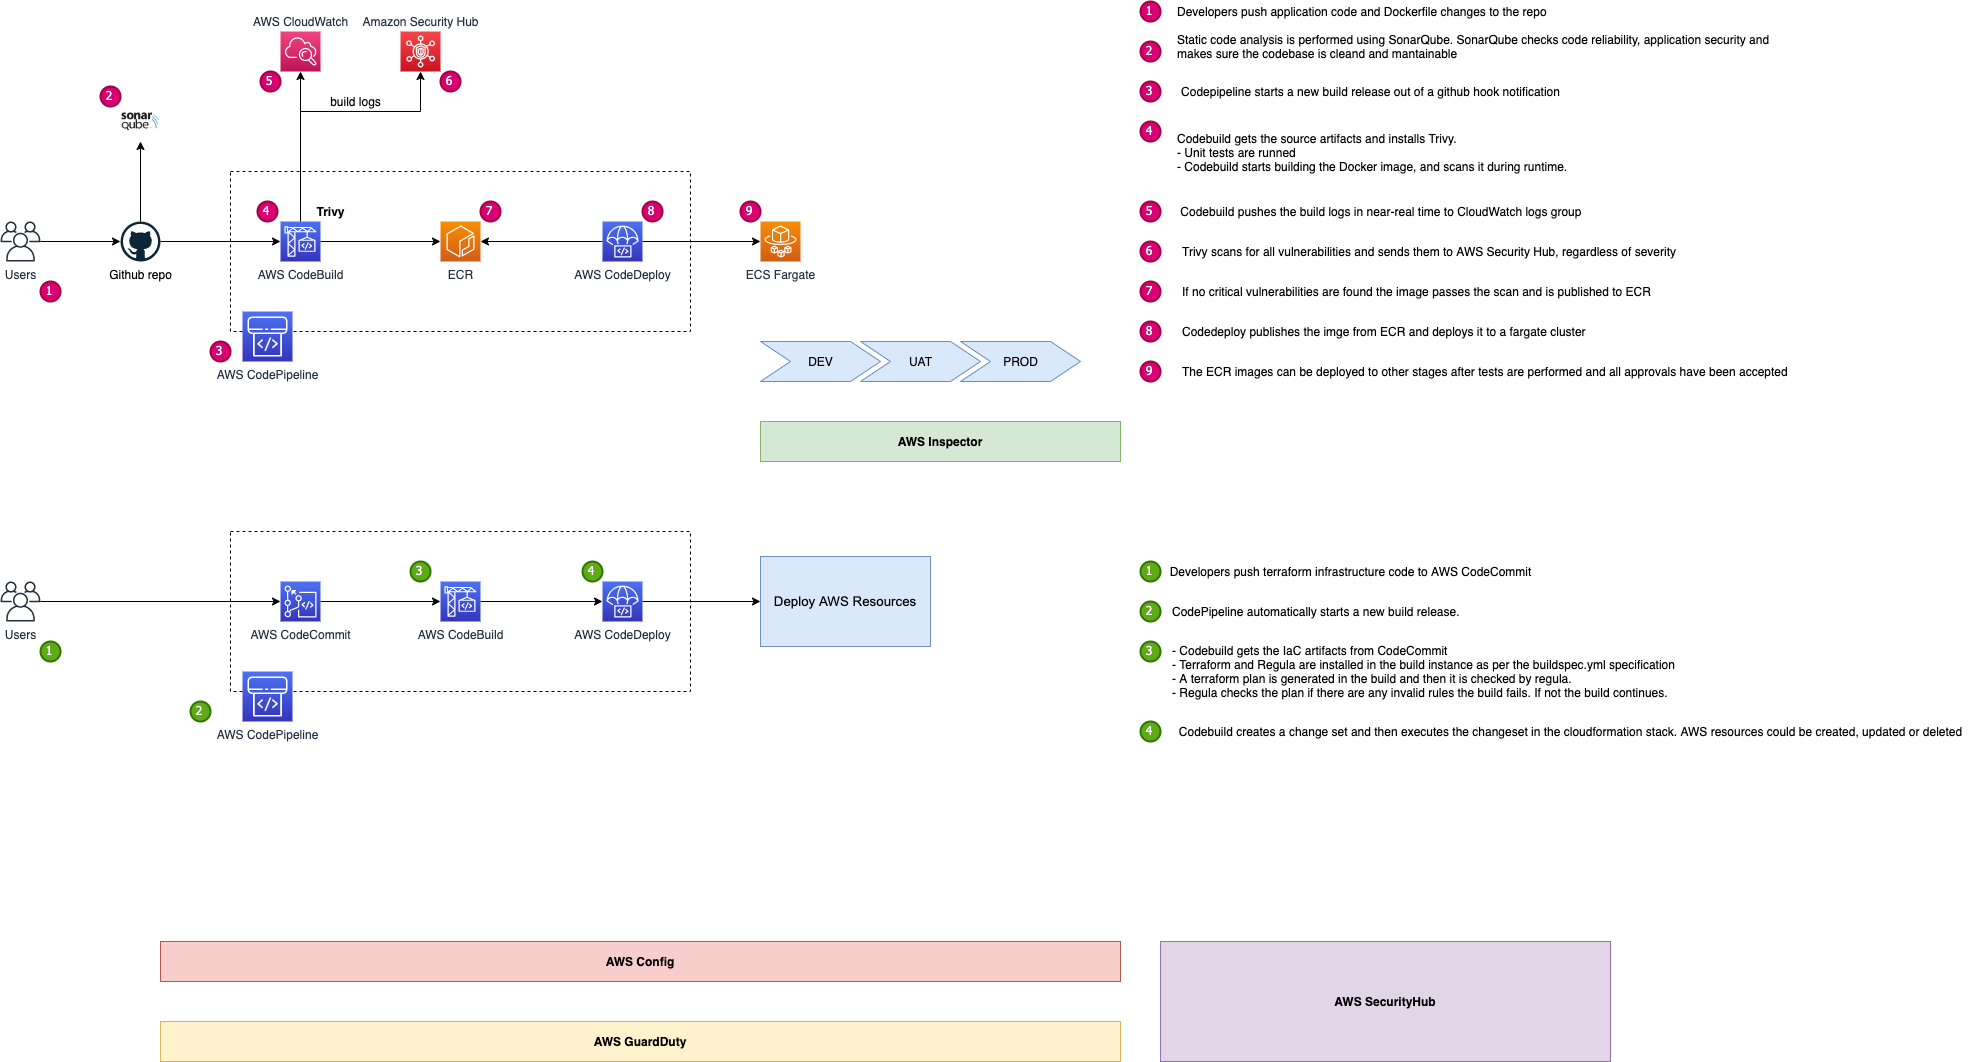 AWS CloudWatch
Amazon Security Hub
5
6
build logs
2
sonar
qube
4
Trivy
7
8
9
Users
1
Github repo
AWS CodeBuild
ECR
AWS CodeDeploy
ECS Fargate
3
AWS CodePipeline
DEV
UAT
PROD
AWS Inspector
1
Developers push application code and Dockerfile changes to the repo
2
Static code analysis is performed using SonarQube. SonarQube checks code reliability, application security and
makes sure the codebase is cleand and mantainable
3
Codepipeline starts a new build release out of a github hook notification
4
Codebuild gets the source artifacts and installs Trivy.
- Unit tests are runned
- Codebuild starts building the Docker image, and scans it during runtime.
5
Codebuild pushes the build logs in near-real time to CloudWatch logs group
6
Trivy scans for all vulnerabilities and sends them to AWS Security Hub, regardless of severity
7
If no critical vulnerabilities are found the image passes the scan and is published to ECR
8
Codedeploy publishes the imge from ECR and deploys it to a fargate cluster
9
The ECR images can be deployed to other stages after tests are performed and all approvals have been accepted
3
4
Users
1
AWS CodeCommit
AWS CodeBuild
AWS CodeDeploy
Deploy AWS Resources
2
AWS CodePipeline
1
Developers push terraform infrastructure code to AWS CodeCommit
2
CodePipeline automatically starts a new build release.
3
- Codebuild gets the IaC artifacts from CodeCommit
- Terraform and Regula are installed in the build instance as per the buildspec.yml specification
- A terraform plan is generated in the build and then it is checked by regula.
- Regula checks the plan if there are any invalid rules the build fails. If not the build continues.
4
Codebuild creates a change set and then executes the changeset in the cloudformation stack. AWS resources could be created, updated or deleted
AWS Config
AWS GuardDuty
AWS SecurityHub